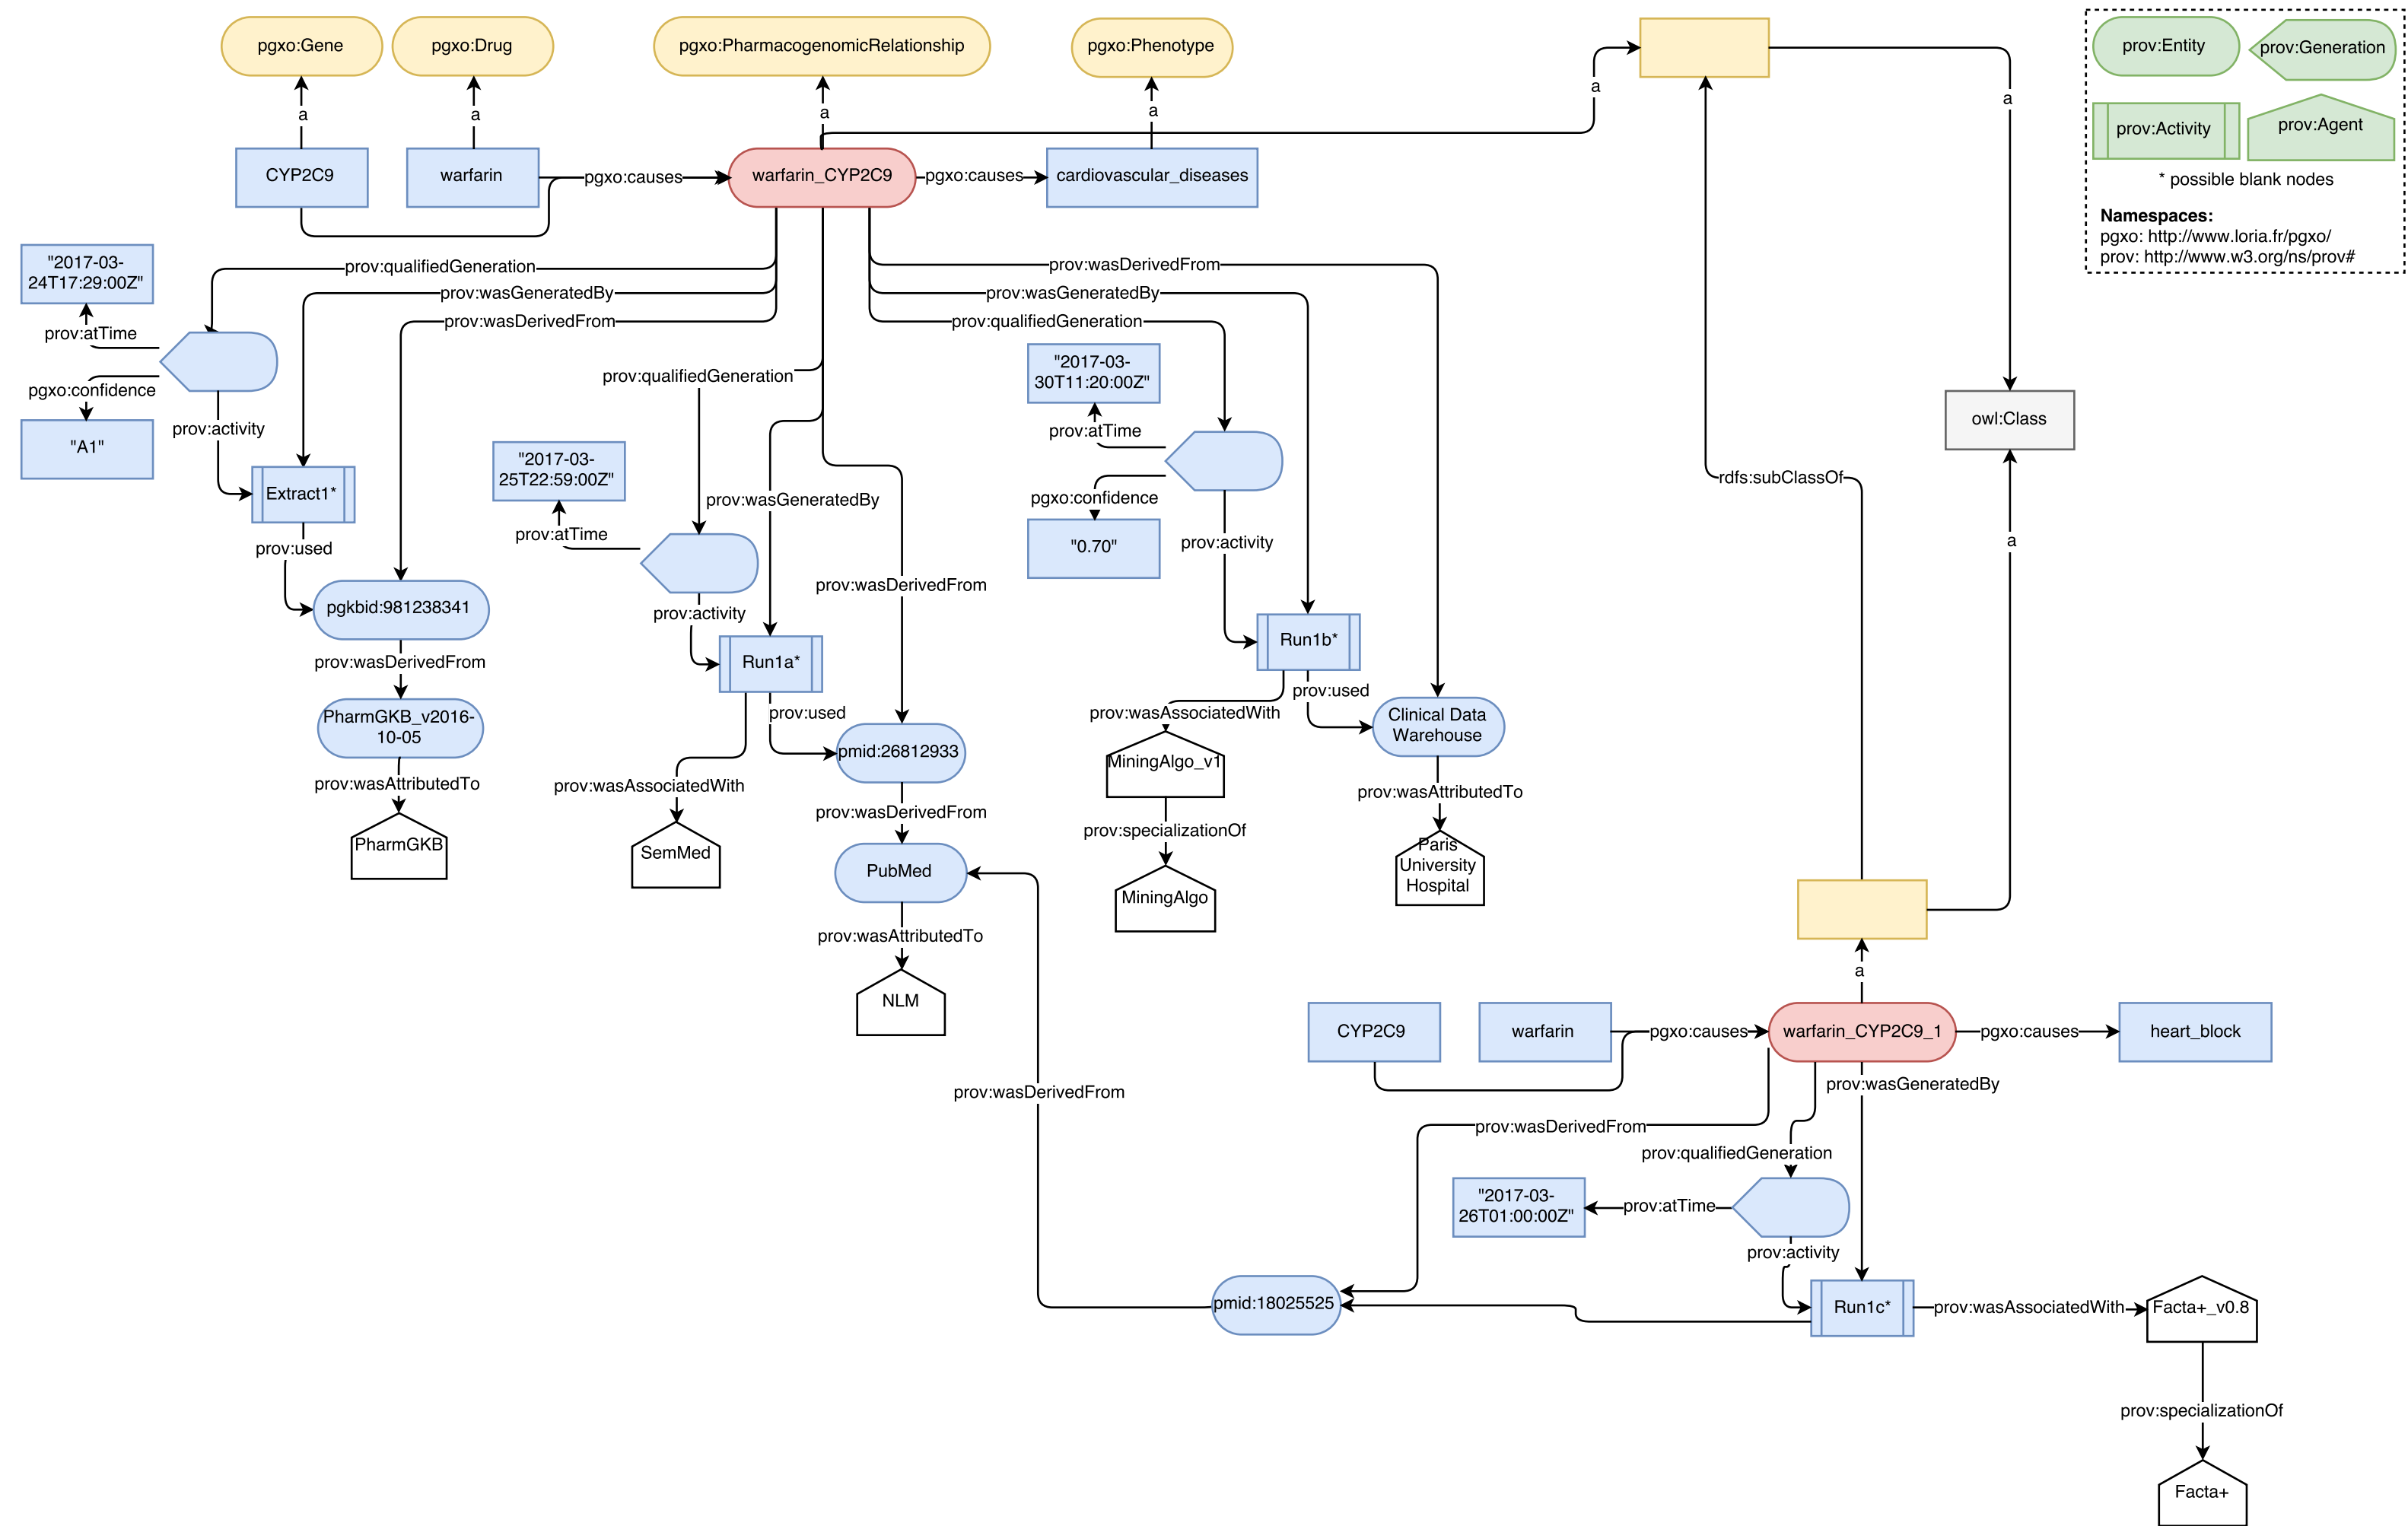 pgxo:Gene
pgxo:Drug
pgxo:PharmacogenomicRelationship
pgxo:Phenotype
prov:Entity
prov:Generation
a
a
a
a
a
a
prov:Activity
prov:Agent
* possible blank nodes
Namespaces:
pgxo: http://www.loria.fr/pgxo/
prov: http://www.w3.org/ns/prov#
CYP2C9
warfarin
pgxo:causes
warfarin_CYP2C9
pgxo:causes
cardiovascular_diseases
"2017-03-
24T17:29:00Z"
prov:qualifiedGeneration
prov:wasGeneratedBy
prov:wasDerivedFrom
prov:wasDerivedFrom
prov:wasGeneratedBy
prov:qualifiedGeneration
prov:atTime
pgxo:confidence
"A1"
prov:activity
Extract1*
prov:used
pgkbid:981238341
prov:wasDerivedFrom
PharmGKB_v2016-
10-05
prov:wasAttributedTo
PharmGKB
prov:qualifiedGeneration
"2017-03-
25T22:59:00Z"
prov:atTime
prov:wasGeneratedBy
prov:wasDerivedFrom
prov:activity
Run1a*
prov:used
prov:wasAssociatedWith
SemMed
pmid:26812933
prov:wasDerivedFrom
PubMed
prov:wasAttributedTo
NLM
"2017-03-
30T11:20:00Z"
prov:atTime
pgxo:confidence
"0.70"
prov:activity
Run1b*
prov:used
prov:wasAssociatedWith
MiningAlgo_v1
prov:specializationOf
MiningAlgo
Clinical Data
Warehouse
prov:wasAttributedTo
Paris
University
Hospital
owl:Class
rdfs:subClassOf
a
a
CYP2C9
warfarin
pgxo:causes
warfarin_CYP2C9_1
pgxo:causes
heart_block
prov:wasGeneratedBy
prov:wasDerivedFrom
prov:wasDerivedFrom
prov:qualifiedGeneration
"2017-03-
26T01:00:00Z"
prov:atTime
prov:activity
pmid:18025525
Run1c*
prov:wasAssociatedWith
Facta+_v0.8
prov:specializationOf
Facta+